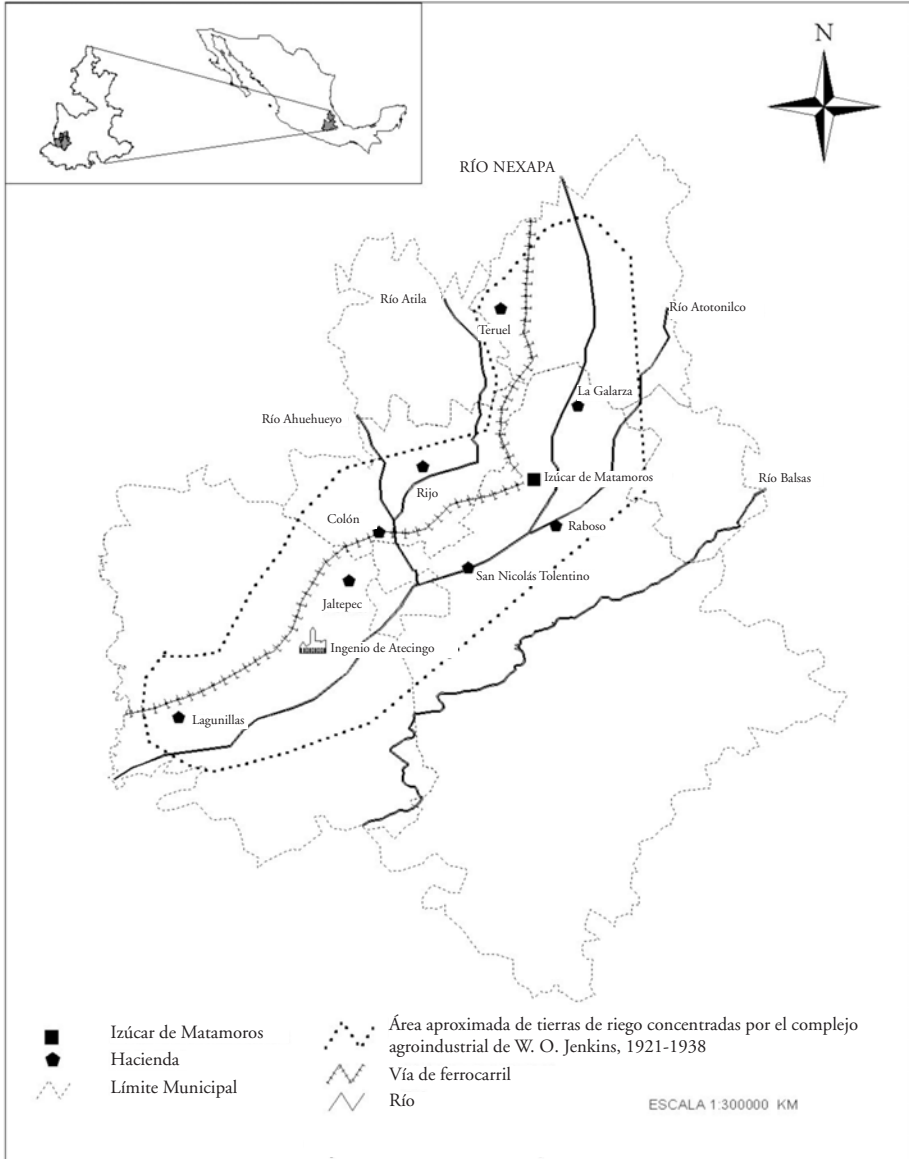 N
RÍO NEXAPA
Río Atila
Río Atotonilco
Teruel
La Galarza
Río Ahuehueyo
Río Balsas
Izúcar de Matamoros
Rijo
Colón
Raboso
San Nicolás Tolentino
Jaltepec
Ingenio de Atecingo
Lagunillas
Izúcar de Matamoros
Hacienda
Límite Municipal
Área aproximada de tierras de riego concentradas por el complejo
agroindustrial de W. O. Jenkins, 1921-1938
Vía de ferrocarril
Río
ESCALA 1:300000 KM